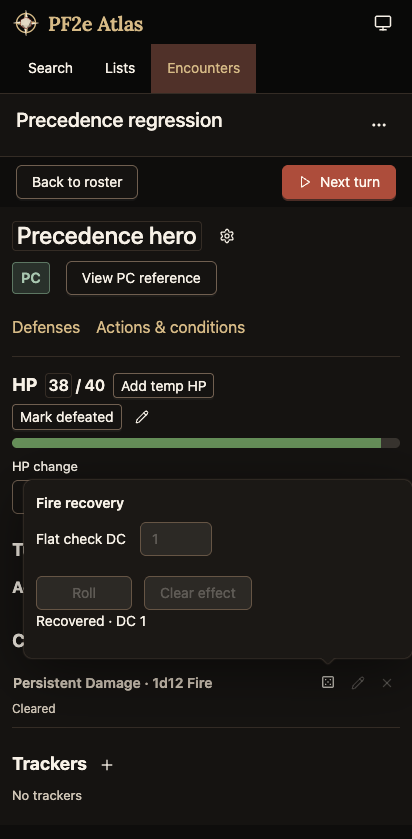 PF2e Atlas
Search Lists Encounters
Precedence regression
...
Back to roster Next turn
Precedence hero
PC View PC reference
Defenses Actions & conditions
HP 38 / 40 Add temp HP
Mark defeated
HP change
Fire recovery
Flat check DC 1
Roll Clear effect
Recovered · DC 1
Persistent Damage · 1d12 Fire
Cleared
Trackers +
No trackers